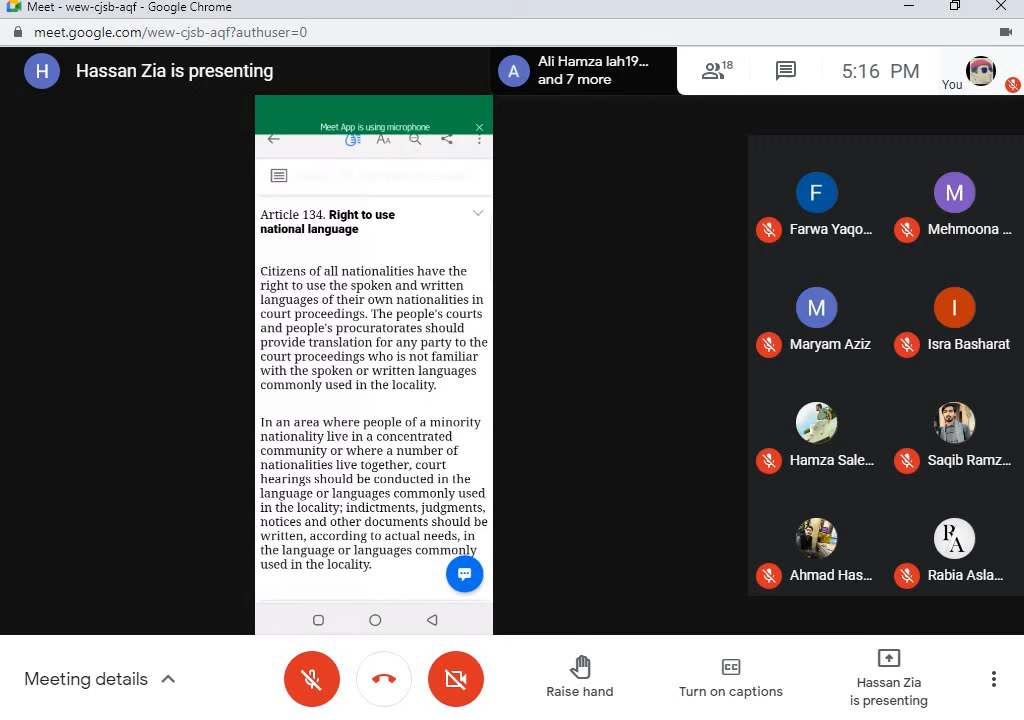 Meet - wew-cjsb-aqf - Google Chrome
meet.google.com/wew-cjsb-aqf?authuser=0
H
Hassan Zia is presenting
A
Ali Hamza lah19...
and 7 more
18
5:16 PM
You
Meet App is using microphone
AA
Article 134. Right to use
national language
Citizens of all nationalities have the
right to use the spoken and written
languages of their own nationalities in
court proceedings. The people's courts
and people's procuratorates should
provide translation for any party to the
court proceedings who is not familiar
with the spoken or written languages
commonly used in the locality.
In an area where people of a minority
nationality live in a concentrated
community or where a number of
nationalities live together, court
hearings should be conducted in the
language or languages commonly used
in the locality; indictments, judgments,
notices and other documents should be
written, according to actual needs, in
the language or languages commonly
used in the locality.
F
M
Farwa Yaqo...
Mehmoona ...
M
I
Maryam Aziz
Isra Basharat
Hamza Sale...
Saqib Ramz...
RA
Ahmad Has...
Rabia Asla...
Meeting details
Raise hand
CC
Turn on captions
Hassan Zia
is presenting